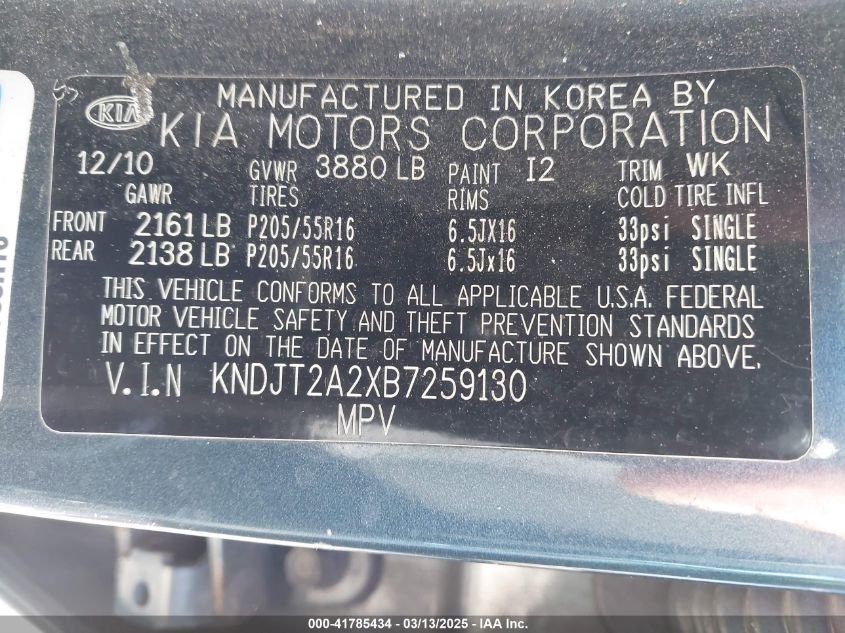 MANUFACTURED IN KOREA BY
KIA KIA MOTORS CORPORATION
12/10 GVWR 3880 LB PAINT I2 TRIM WK
GAWR TIRES RIMS COLD TIRE INFL
FRONT 2161 LB P205/55R16 6.5JX16 33psi SINGLE
REAR 2138 LB P205/55R16 6.5Jx16 33psi SINGLE
THIS VEHICLE CONFORMS TO ALL APPLICABLE U.S.A. FEDERAL
MOTOR VEHICLE SAFETY AND THEFT PREVENTION STANDARDS
IN EFFECT ON THE DATE OF MANUFACTURE SHOWN ABOVE.
V.I.N KNDJT2A2XB7259130
MPV
000-41785434 - 03/13/2025 - IAA Inc.